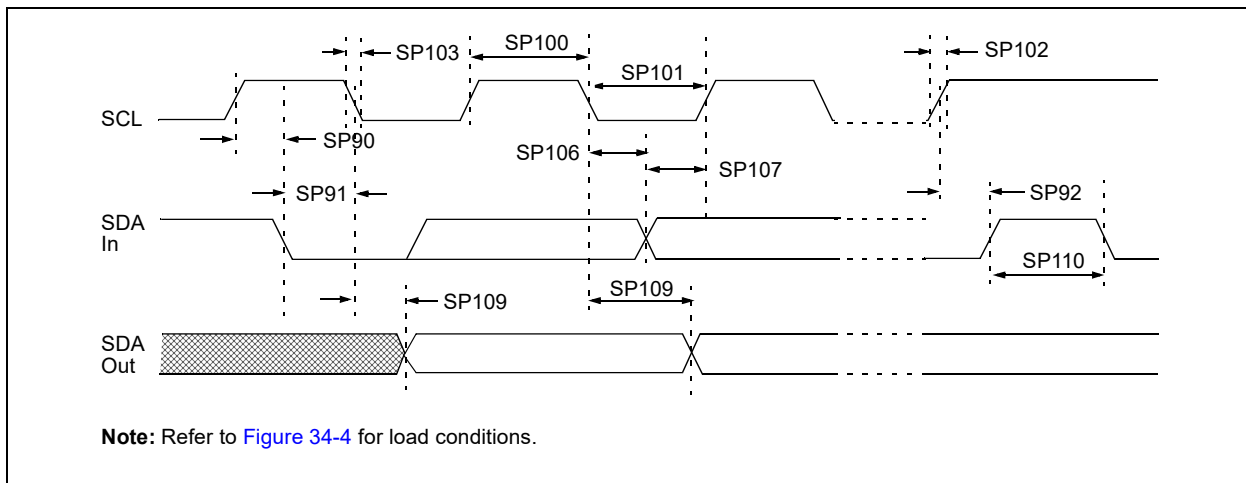 SP103
SP100
SP101
SP102
SCL
SP90
SP106
SP107
SP91
SP92
SDA
In
SP110
SP109
SP109
SDA
Out
Note: Refer to Figure 34-4 for load conditions.